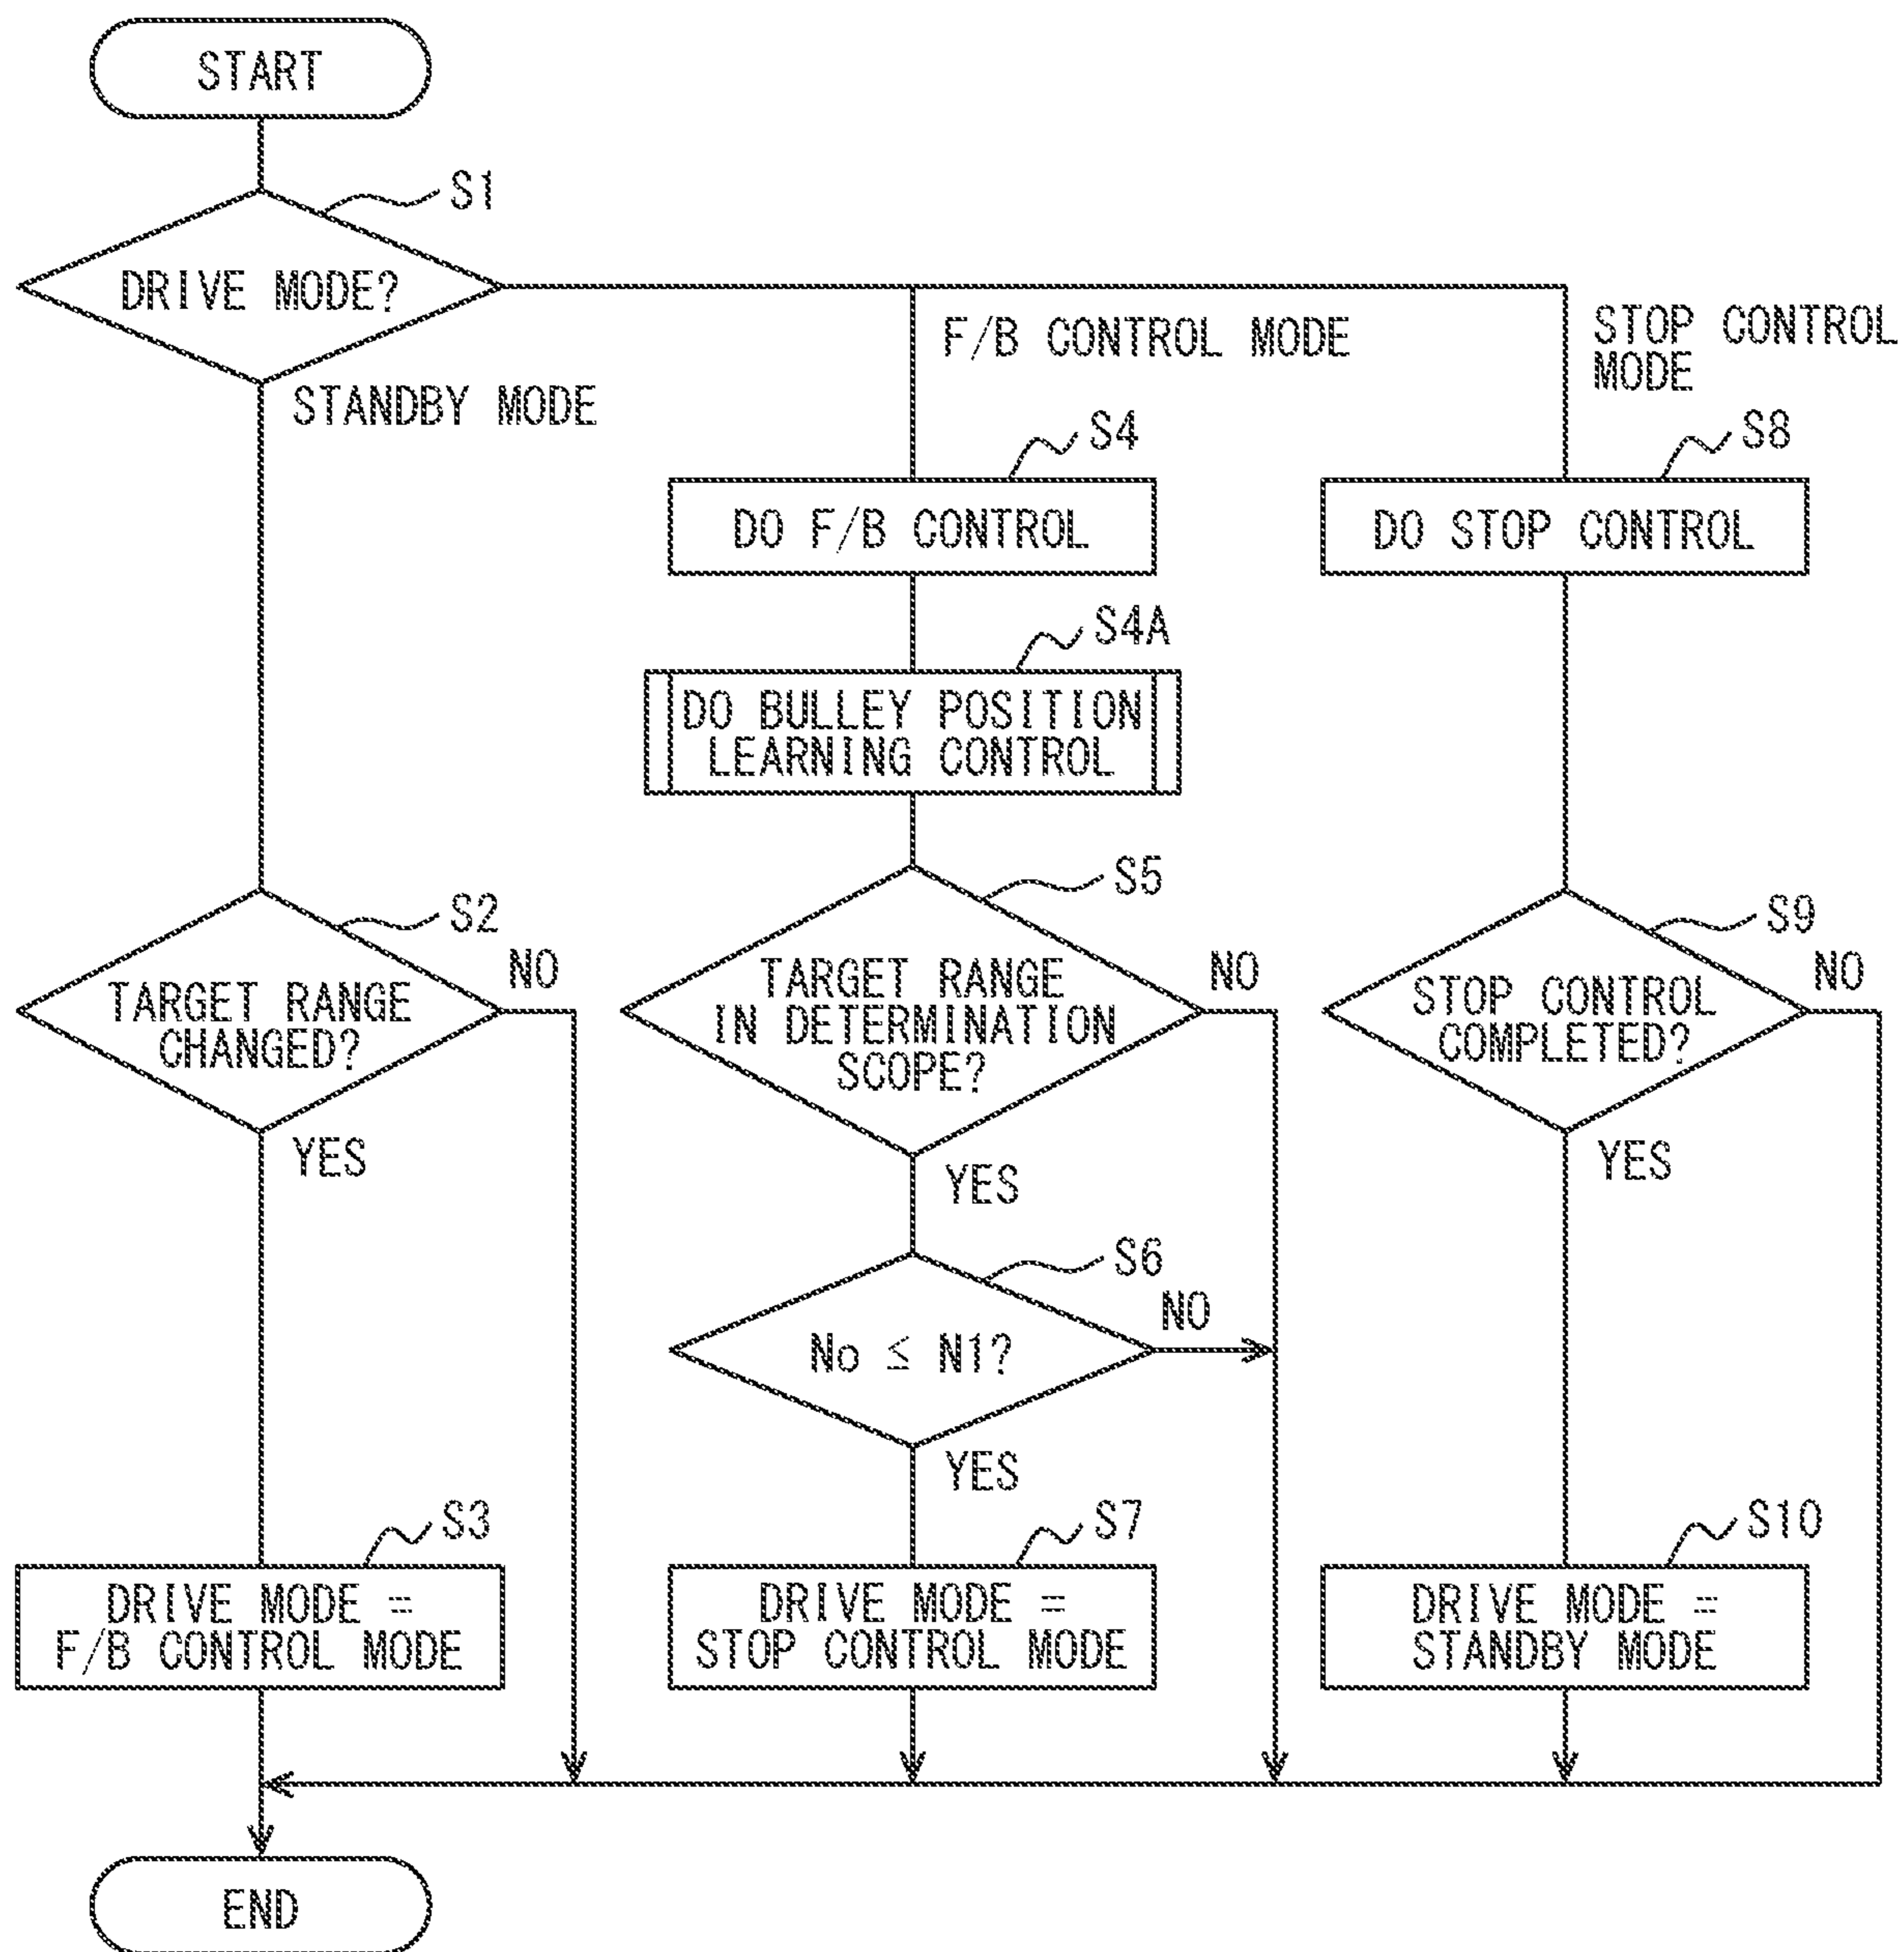 START
S1
DRIVE MODE?
F/B CONTROL MODE
STOP CONTROL
MODE
STANDBY MODE
S4
S8
DO F/B CONTROL
DO STOP CONTROL
S4A
DO BULLEY POSITION
LEARNING CONTROL
S2
S5
S9
NO
NO
NO
TARGET RANGE
CHANGED?
TARGET RANGE
IN DETERMINATION
SCOPE?
STOP CONTROL
COMPLETED?
YES
YES
YES
S6
NO
No ≤ N1?
YES
S3
S7
S10
DRIVE MODE =
F/B CONTROL MODE
DRIVE MODE =
STOP CONTROL MODE
DRIVE MODE =
STANDBY MODE
END